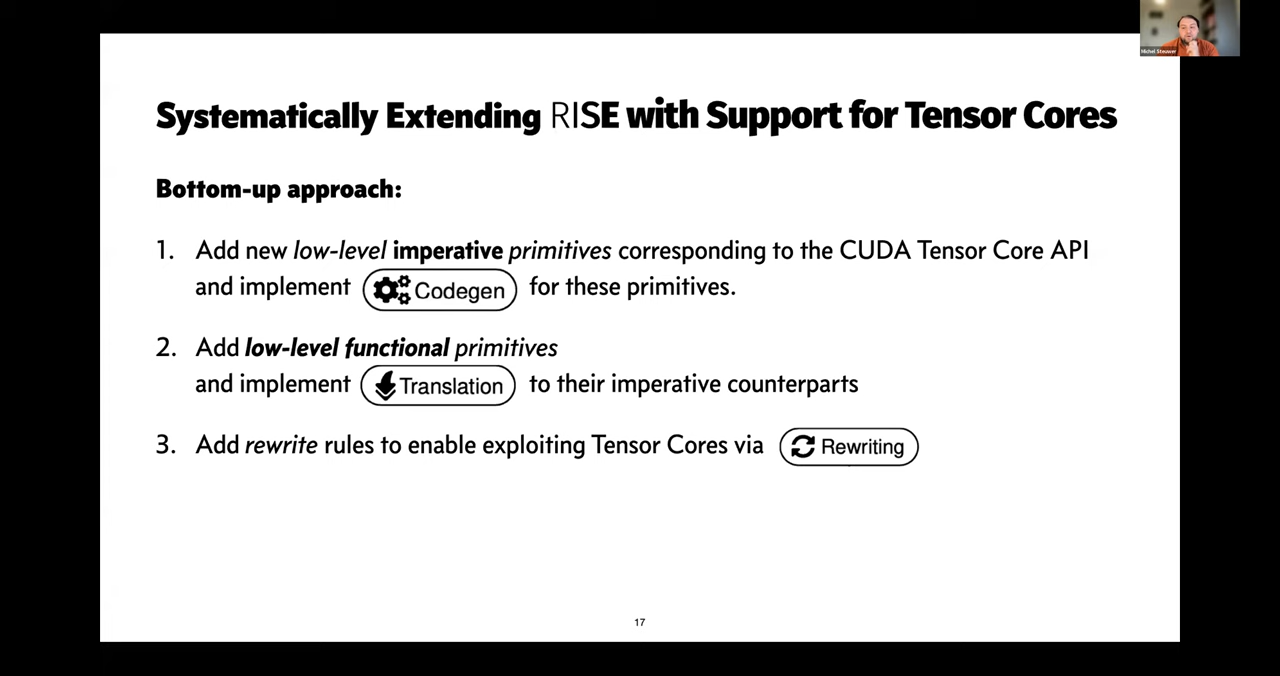 Michel Steuwer
Systematically Extending RISE with Support for Tensor Cores
Bottom-up approach:
1. Add new low-level imperative primitives corresponding to the CUDA Tensor Core API
and implement Codegen for these primitives.
2. Add low-level functional primitives
and implement Translation to their imperative counterparts
3. Add rewrite rules to enable exploiting Tensor Cores via Rewriting
17